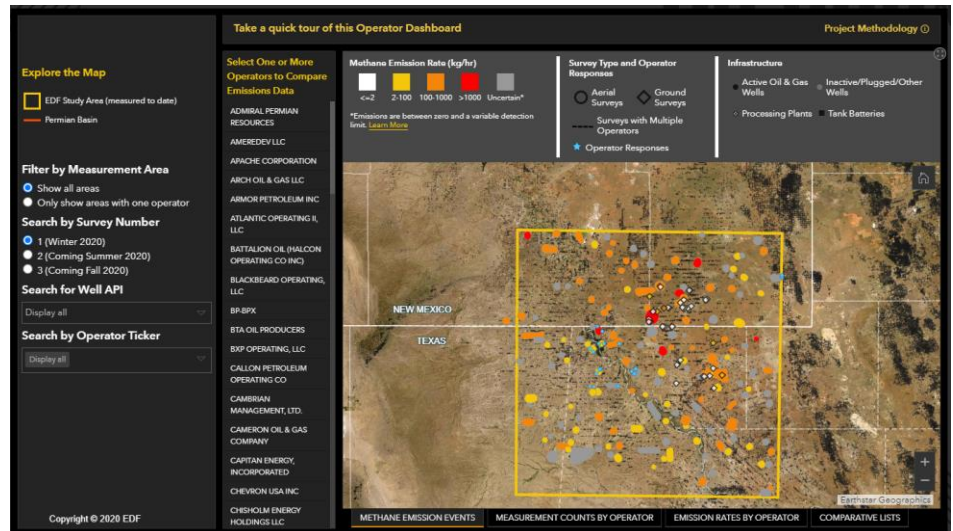 Take a quick tour of this Operator Dashboard
Project Methodology
Explore the Map
EDF Study Area (measured to date)
Permian Basin
Filter by Measurement Area
Show all areas
Only show areas with one operator
Search by Survey Number
1 (Winter 2020)
2 (Coming Summer 2020)
3 (Coming Fall 2020)
Search for Well API
Display all
Search by Operator Ticker
Display all
Copyright © 2020 EDF
Select One or More
Operators to Compare
Emissions Data
ADMIRAL PERMIAN
RESOURCES
AMEREDEV LLC
APACHE CORPORATION
ARCH OIL & GAS LLC
ARMOR PETROLEUM INC
ATLANTIC OPERATING II,
LLC
BATTALION OIL (HALCON
OPERATING CO INC)
BLACKBEARD OPERATING,
LLC
BP-BPX
BTA OIL PRODUCERS
BXP OPERATING, LLC
CALLON PETROLEUM
OPERATING CO
CAMBRIAN
MANAGEMENT, LTD.
CAMERON OIL & GAS
COMPANY
CAPITAN ENERGY,
INCORPORATED
CHEVRON USA INC
CHISHOLM ENERGY
HOLDINGS LLC
Methane Emission Rate (kg/hr)
<=2 2-100 100-1000 >1000 Uncertain*
*Emissions are between zero and a variable detection
limit. Learn More
Survey Type and Operator
Responses
Aerial
Surveys
Ground
Surveys
Surveys with Multiple
Operators
Operator Responses
Infrastructure
Active Oil & Gas
Wells
Inactive/Plugged/Other
Wells
Processing Plants
Tank Batteries
NEW MEXICO
TEXAS
Earthstar Geographics
METHANE EMISSION EVENTS
MEASUREMENT COUNTS BY OPERATOR
EMISSION RATES BY OPERATOR
COMPARATIVE LISTS